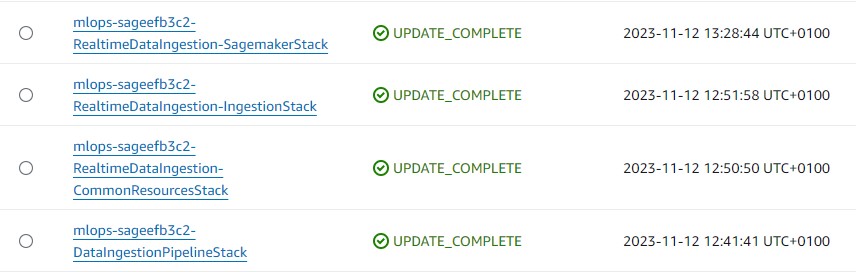 mlops-sageefb3c2-
RealtimeDataIngestion-SagemakerStack
UPDATE_COMPLETE
2023-11-12 13:28:44 UTC+0100
mlops-sageefb3c2-
RealtimeDataIngestion-IngestionStack
UPDATE_COMPLETE
2023-11-12 12:51:58 UTC+0100
mlops-sageefb3c2-
RealtimeDataIngestion-
CommonResourcesStack
UPDATE_COMPLETE
2023-11-12 12:50:50 UTC+0100
mlops-sageefb3c2-
DataIngestionPipelineStack
UPDATE_COMPLETE
2023-11-12 12:41:41 UTC+0100